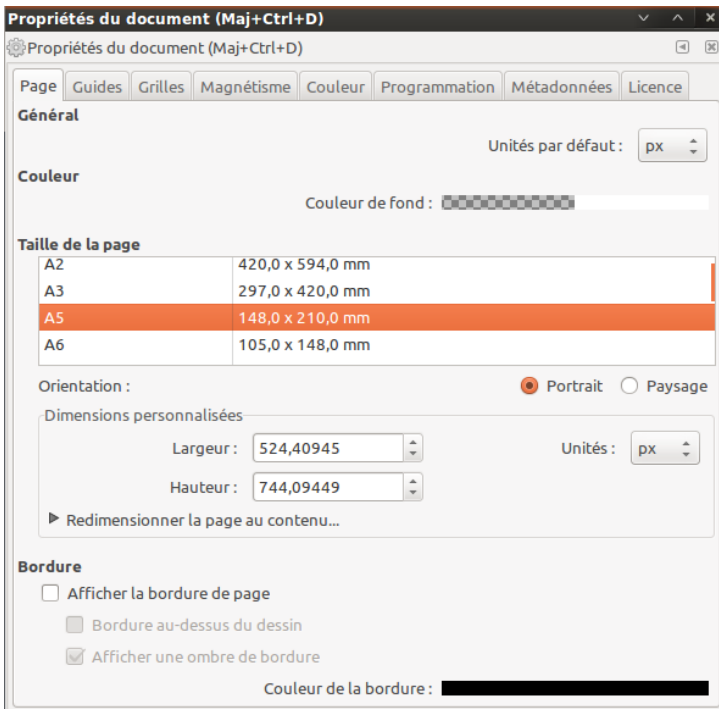 Propriétés du document (Maj+Ctrl+D)
Propriétés du document (Maj+Ctrl+D)
Page Guides Grilles Magnétisme Couleur Programmation Métadonnées Licence
Général
Unités par défaut : px
Couleur
Couleur de fond :
Taille de la page
A2 420,0 x 594,0 mm
A3 297,0 x 420,0 mm
A5 148,0 x 210,0 mm
A6 105,0 x 148,0 mm
Orientation : Portrait Paysage
Dimensions personnalisées
Largeur : 524,40945 Unités : px
Hauteur : 744,09449
Redimensionner la page au contenu...
Bordure
Afficher la bordure de page
Bordure au-dessus du dessin
Afficher une ombre de bordure
Couleur de la bordure :